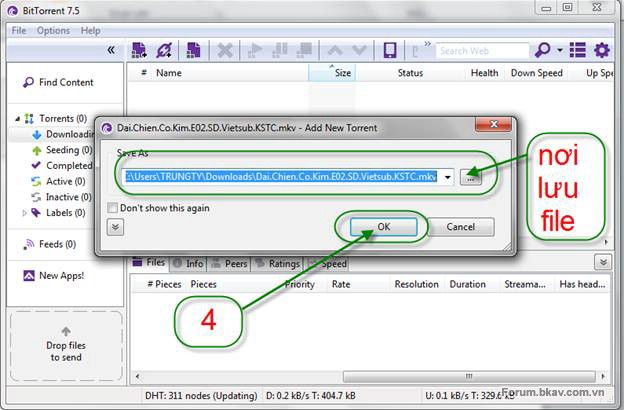 BitTorrent 7.5
File Options Help
Search Web
Find Content
# Name Size Status Health Down Speed Up Spe
Torrents (0)
Downloadin
Seeding (0)
Completed
Active (0)
Inactive (0)
Labels (0)
Feeds (0)
New Apps!
Drop files
to send
Dai.Chien.Co.Kim.E02.SD.Vietsub.KSTC.mkv - Add New Torrent
Save As
:\Users\TRUNGTY\Downloads\Dai.Chien.Co.Kim.E02.SD.Vietsub.KSTC.mkv
...
Don't show this again
OK Cancel
nơi
lưu
file
Files Info Peers Ratings Speed
# Pieces Pieces Priority Rate Resolution Duration Streama... Has head...
4
DHT: 311 nodes (Updating) D: 0.2 kB/s T: 404.7 kB U: 0.1 kB/s T: 329.6
Forum.bkav.com.vn